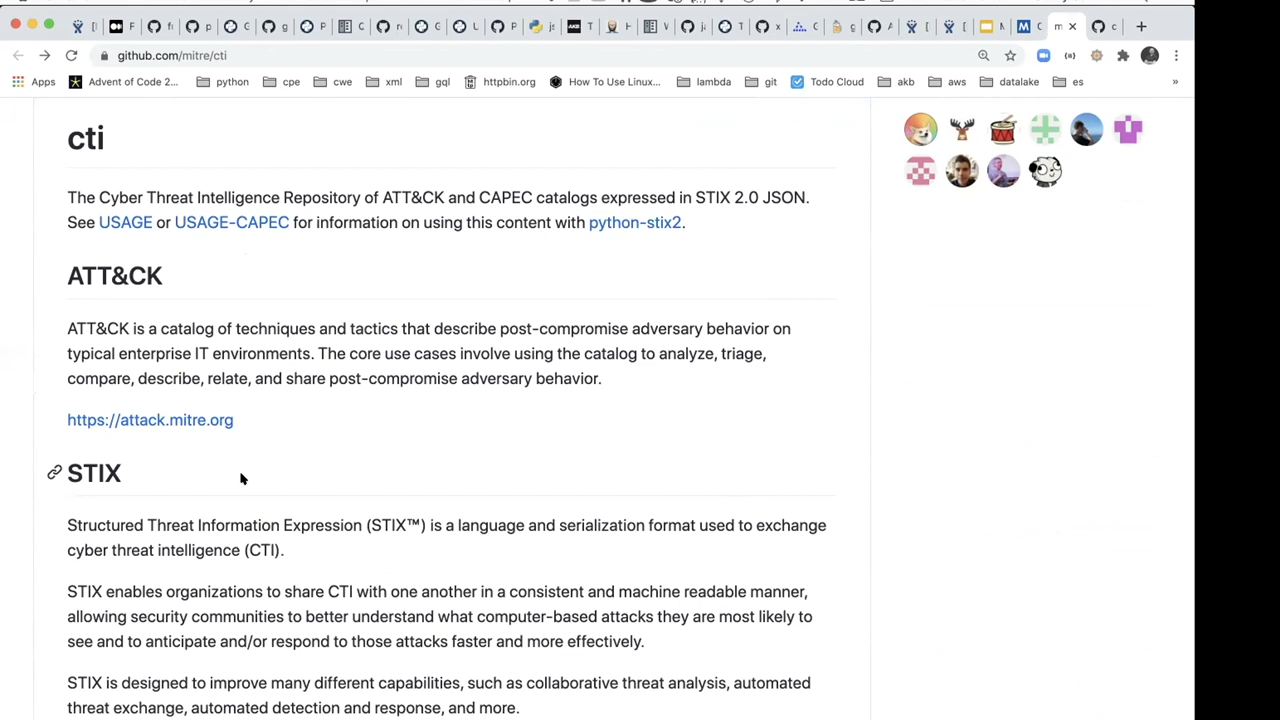 github.com/mitre/cti
Apps Advent of Code 2... python cpe cwe xml gql httpbin.org How To Use Linux... lambda git Todo Cloud akb aws datalake es »
cti
The Cyber Threat Intelligence Repository of ATT&CK and CAPEC catalogs expressed in STIX 2.0 JSON.
See USAGE or USAGE-CAPEC for information on using this content with python-stix2.
ATT&CK
ATT&CK is a catalog of techniques and tactics that describe post-compromise adversary behavior on
typical enterprise IT environments. The core use cases involve using the catalog to analyze, triage,
compare, describe, relate, and share post-compromise adversary behavior.
https://attack.mitre.org
STIX
Structured Threat Information Expression (STIX™) is a language and serialization format used to exchange
cyber threat intelligence (CTI).
STIX enables organizations to share CTI with one another in a consistent and machine readable manner,
allowing security communities to better understand what computer-based attacks they are most likely to
see and to anticipate and/or respond to those attacks faster and more effectively.
STIX is designed to improve many different capabilities, such as collaborative threat analysis, automated
threat exchange, automated detection and response, and more.